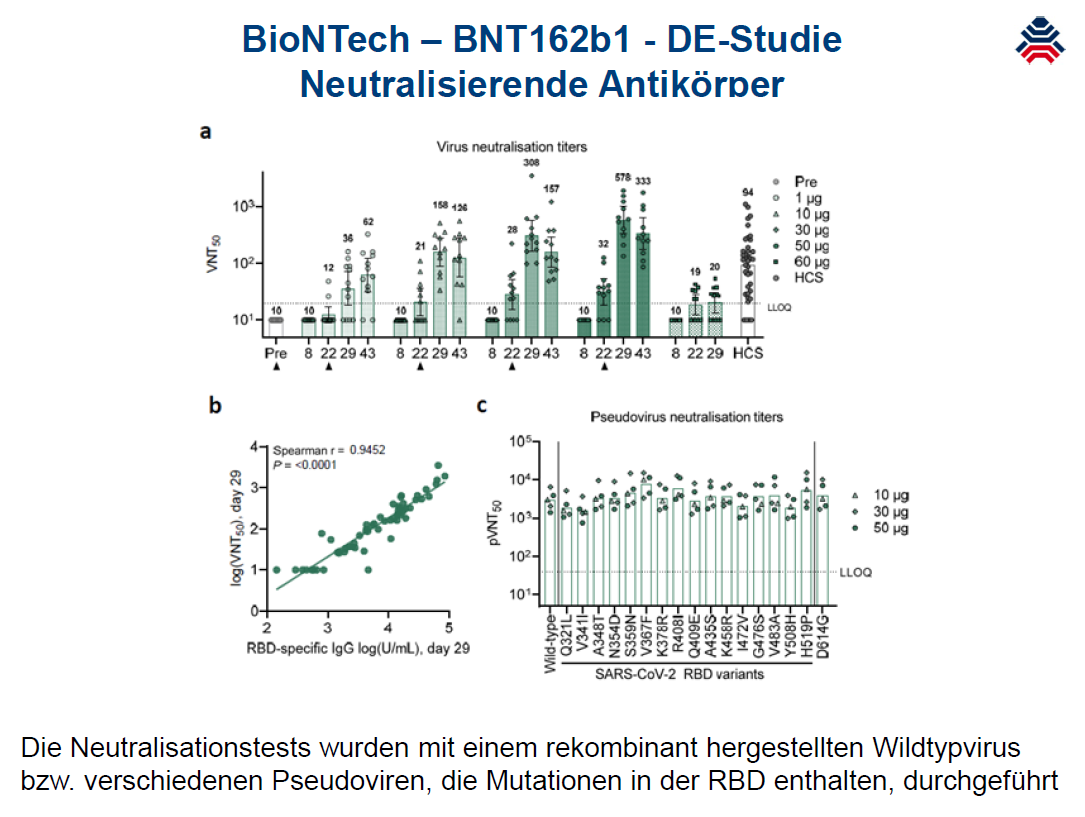 BioNTech – BNT162b1 - DE-Studie
Neutralisierende Antikörper
a
Virus neutralisation titers
VNT50
10³
10²
10¹
10
10 12 36 62
10 21 158 126
10 28 308 157
10 32 578 333
10 19 20
94
LLOQ
Pre 8 22 29 43 8 22 29 43 8 22 29 43 8 22 29 43 8 22 29 HCS
Pre
1 µg
10 µg
30 µg
50 µg
60 µg
HCS
b
Spearman r = 0.9452
P = <0.0001
log(VNT50), day 29
4
3
2
1
0
2 3 4 5
RBD-specific IgG log(U/mL), day 29
c
Pseudovirus neutralisation titers
pVNT50
10⁵
10⁴
10³
10²
10¹
LLOQ
10 µg
30 µg
50 µg
Wild-type
Q321L
V341I
A348T
N354D
S359N
V367F
K378R
R408I
Q409E
A435S
K458R
I472V
G476S
V483A
Y508H
H519P
D614G
SARS-CoV-2 RBD variants
Die Neutralisationstests wurden mit einem rekombinant hergestellten Wildtypvirus
bzw. verschiedenen Pseudoviren, die Mutationen in der RBD enthalten, durchgeführt